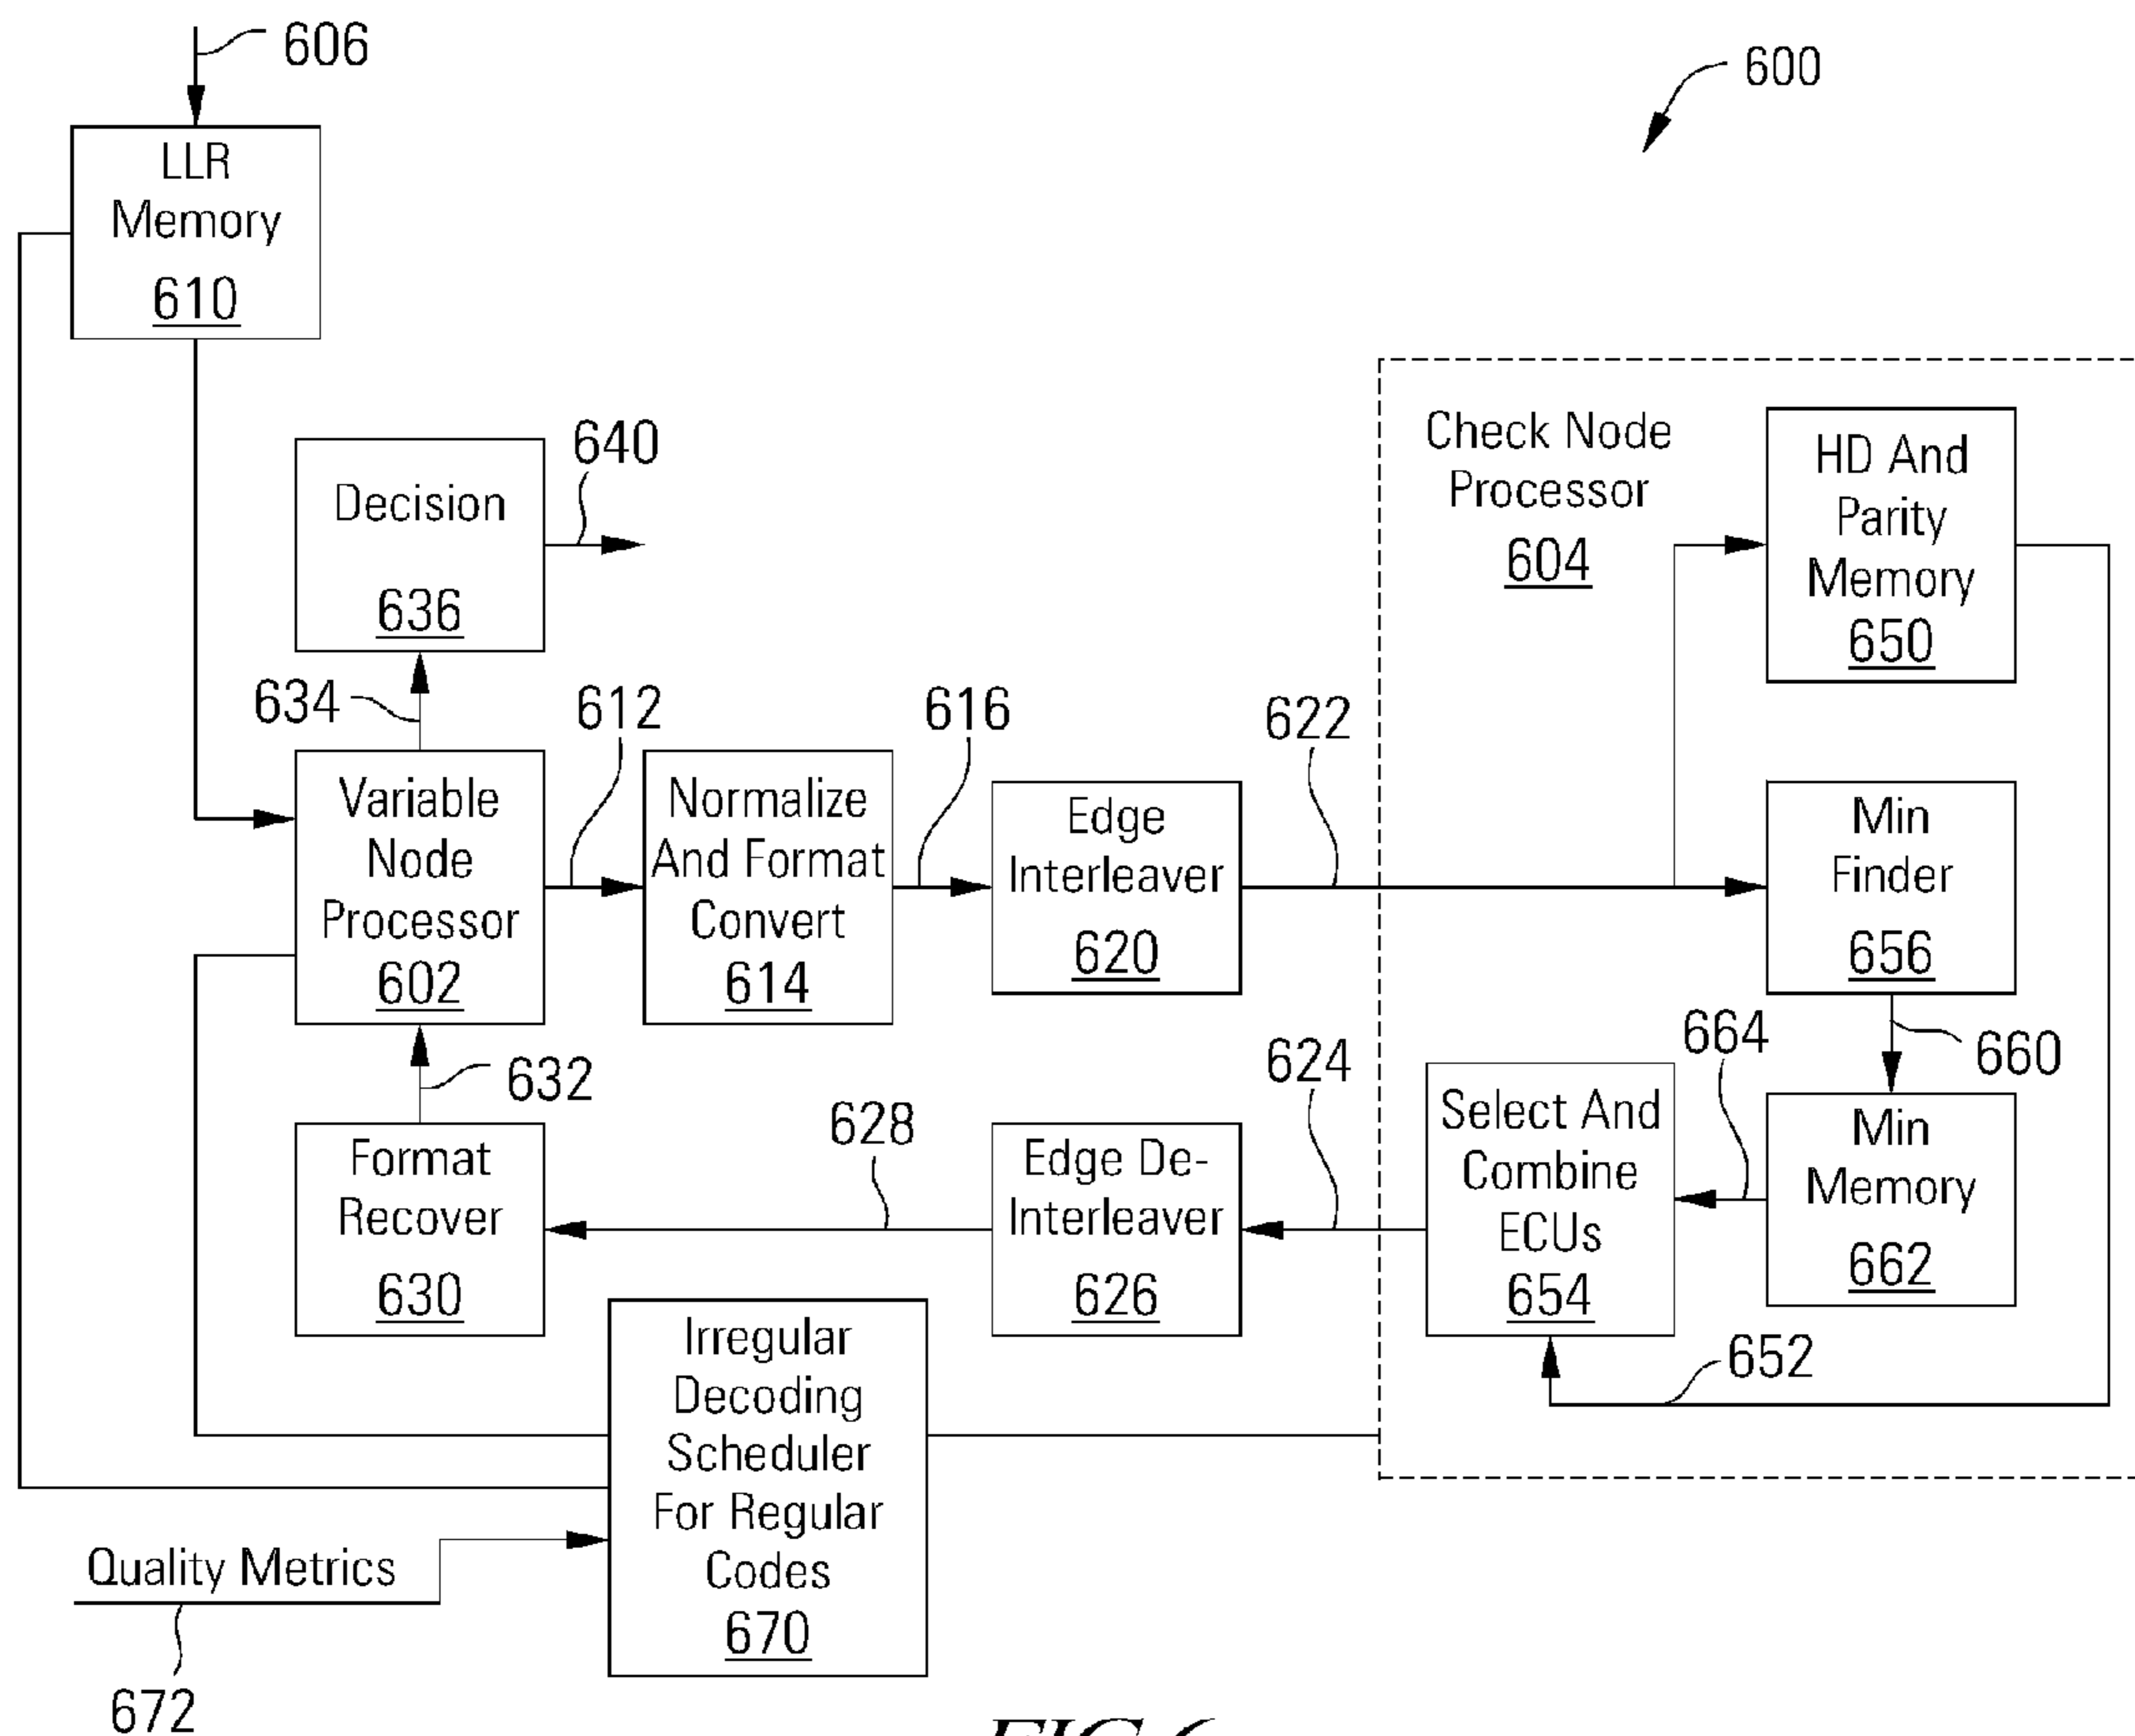 606
600
LLR
Memory
610
Decision
636
640
Check Node
Processor
604
HD And
Parity
Memory
650
634
612
616
622
Variable
Node
Processor
602
Normalize
And Format
Convert
614
Edge
Interleaver
620
Min
Finder
656
632
628
624
664
660
Format
Recover
630
Edge De-
Interleaver
626
Select And
Combine
ECUs
654
Min
Memory
662
652
Irregular
Decoding
Scheduler
For Regular
Codes
670
Quality Metrics
672
FIG.6